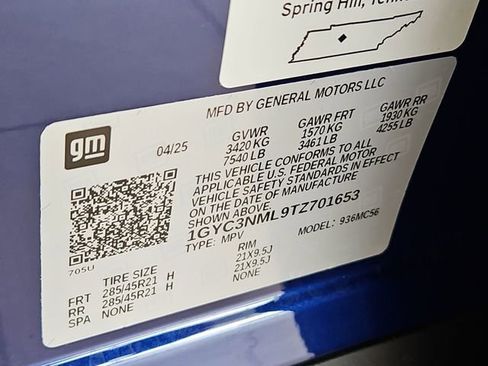 Spring Hill, Tenn
MFD BY GENERAL MOTORS LLC
gm
04/25
GVWR GAWR FRT GAWR RR
3420 KG 1570 KG 1930 KG
7540 LB 3461 LB 4255 LB
THIS VEHICLE CONFORMS TO ALL
APPLICABLE U.S. FEDERAL MOTOR
VEHICLE SAFETY STANDARDS IN EFFECT
ON THE DATE OF MANUFACTURE
SHOWN ABOVE.
1GYC3NML9TZ701653
TYPE: MPV MODEL: 936MC56
705U
TIRE SIZE RIM
FRT 285/45R21 H 21X9.5J
RR 285/45R21 H 21X9.5J
SPA NONE NONE